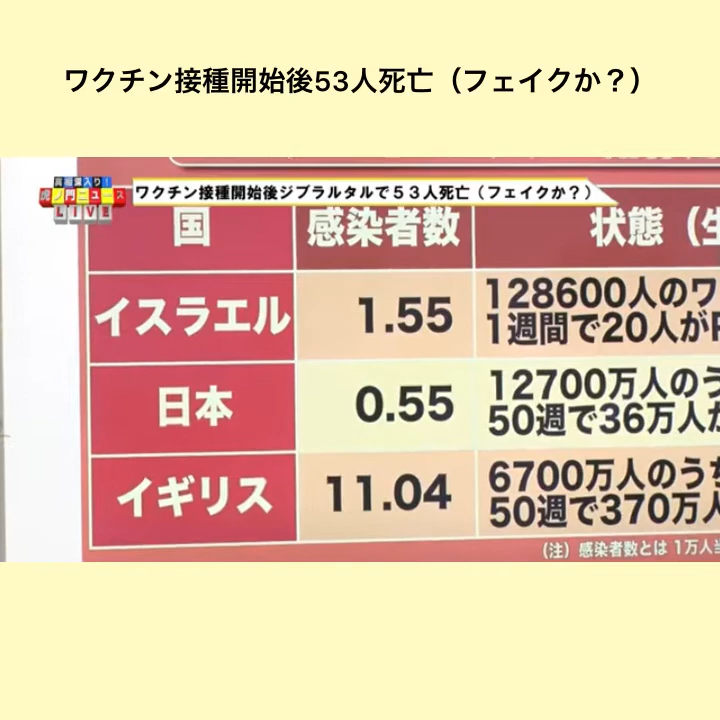 ワクチン接種開始後53人死亡（フェイクか？）
真相深入り！
虎ノ門ニュース
LIVE
ワクチン接種開始後ジブラルタルで５３人死亡（フェイクか？）
国 感染者数 状態（生
イスラエル 1.55 128600人のワ
1週間で20人がP
日本 0.55 12700万人のう
50週で36万人が
イギリス 11.04 6700万人のうち
50週で370万人
（注）感染者数とは 1万人当